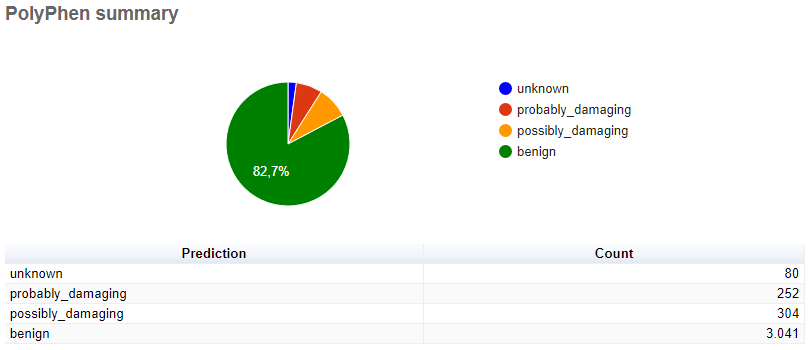 PolyPhen summary
unknown
probably_damaging
possibly_damaging
benign
82,7%
Prediction Count
unknown 80
probably_damaging 252
possibly_damaging 304
benign 3.041